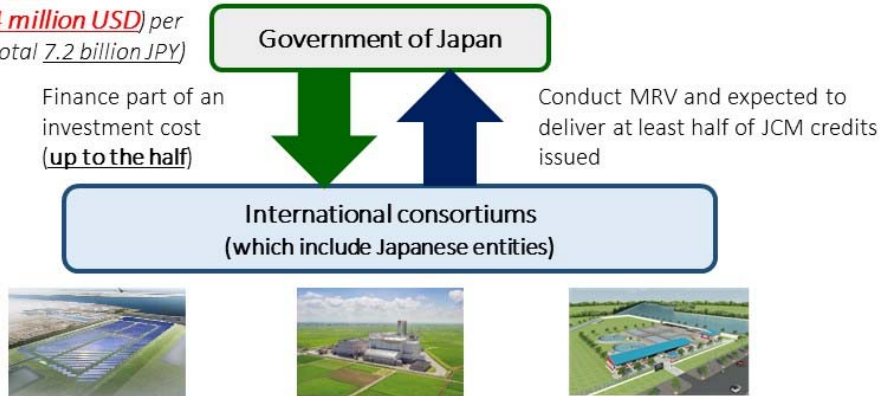 million USD) per
otal 7.2 billion JPY)
Government of Japan
Finance part of an
investment cost
(up to the half)
Conduct MRV and expected to
deliver at least half of JCM credits
issued
International consortiums
(which include Japanese entities)